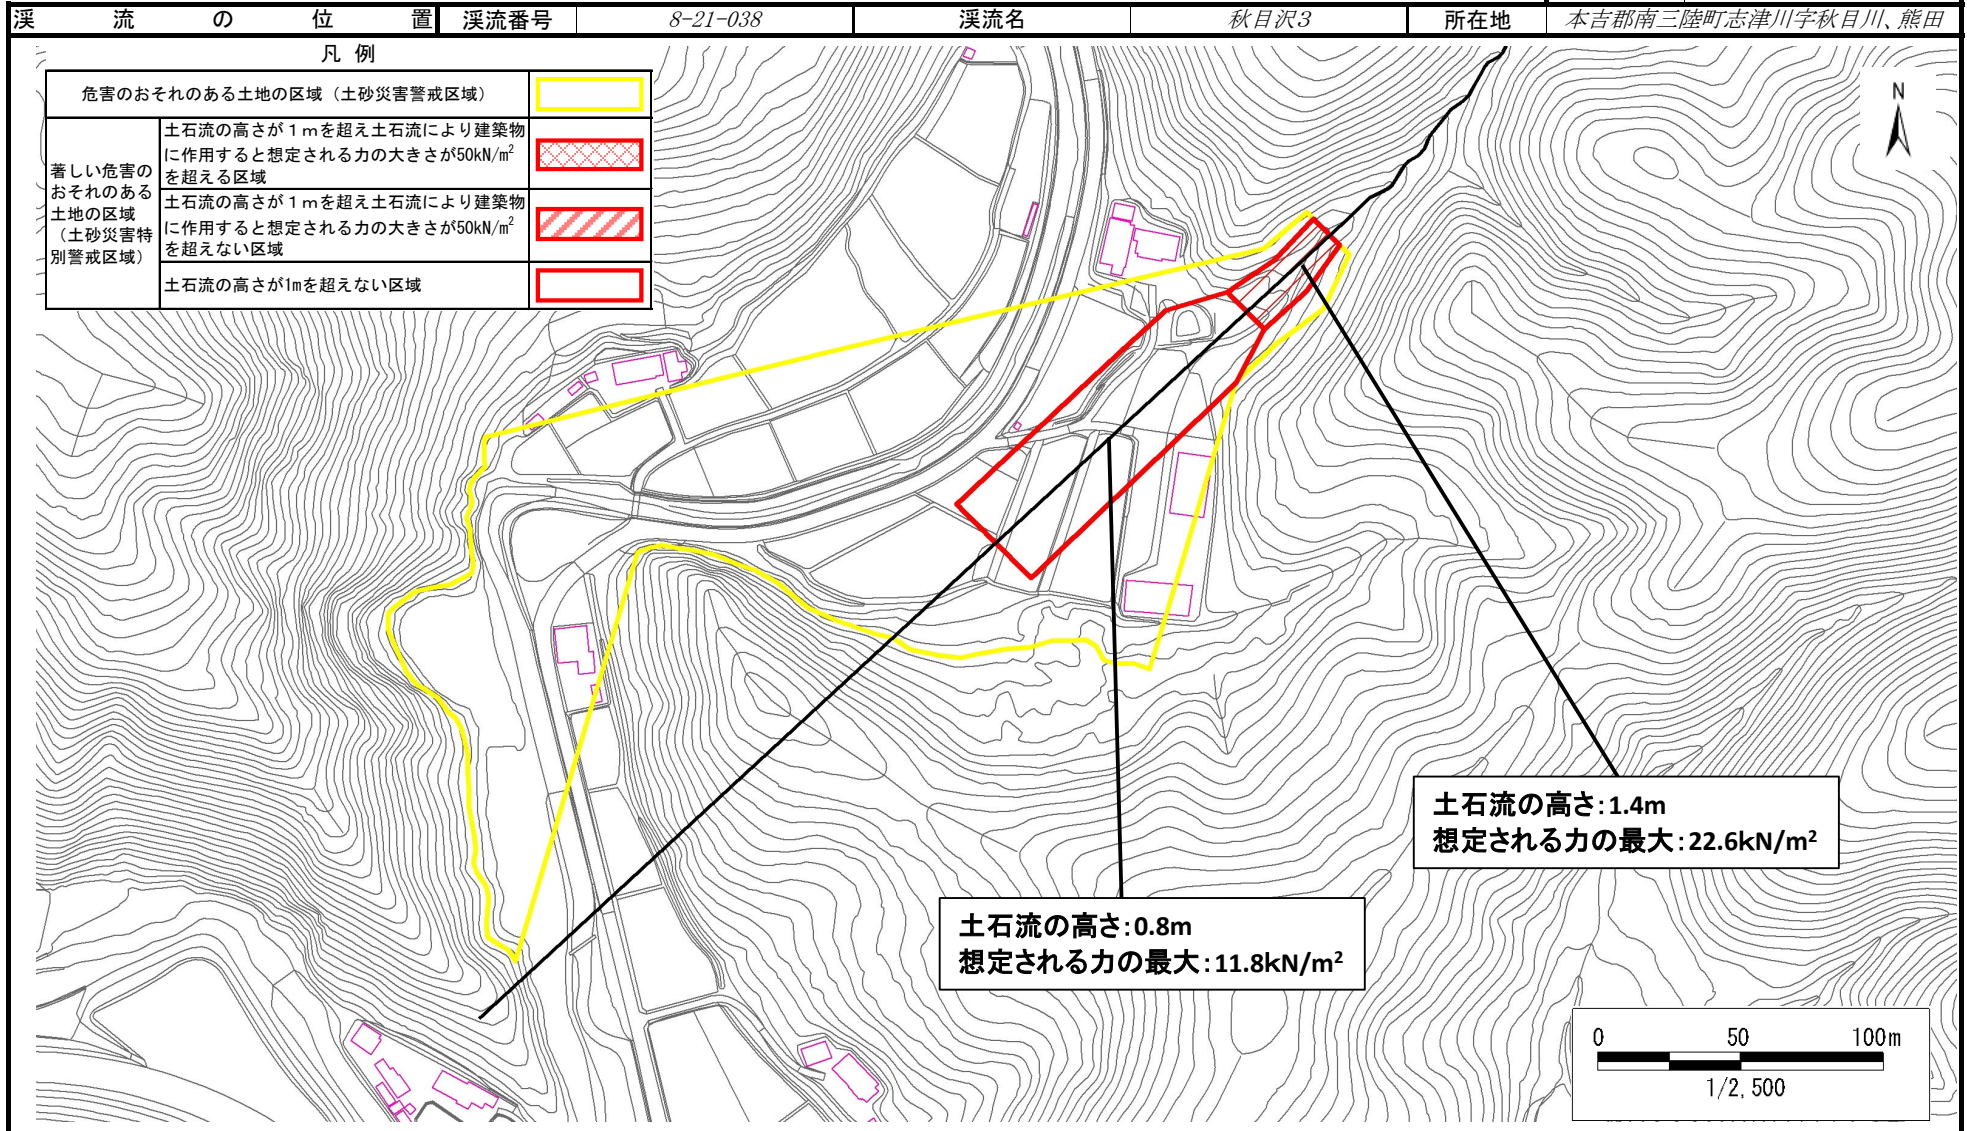 渓流の位置 渓流番号 8-21-038 渓流名 秋目沢3 所在地 本吉郡南三陸町志津川字秋目川、熊田
凡 例
危害のおそれのある土地の区域（土砂災害警戒区域）
著しい危害の
おそれのある
土地の区域
（土砂災害特
別警戒区域）
土石流の高さが１ｍを超え土石流により建築物
に作用すると想定される力の大きさが50kN/m²
を超える区域
土石流の高さが１ｍを超え土石流により建築物
に作用すると想定される力の大きさが50kN/m²
を超えない区域
土石流の高さが1mを超えない区域
N
土石流の高さ:1.4m
想定される力の最大:22.6kN/m²
土石流の高さ:0.8m
想定される力の最大:11.8kN/m²
0 50 100m
1/2,500